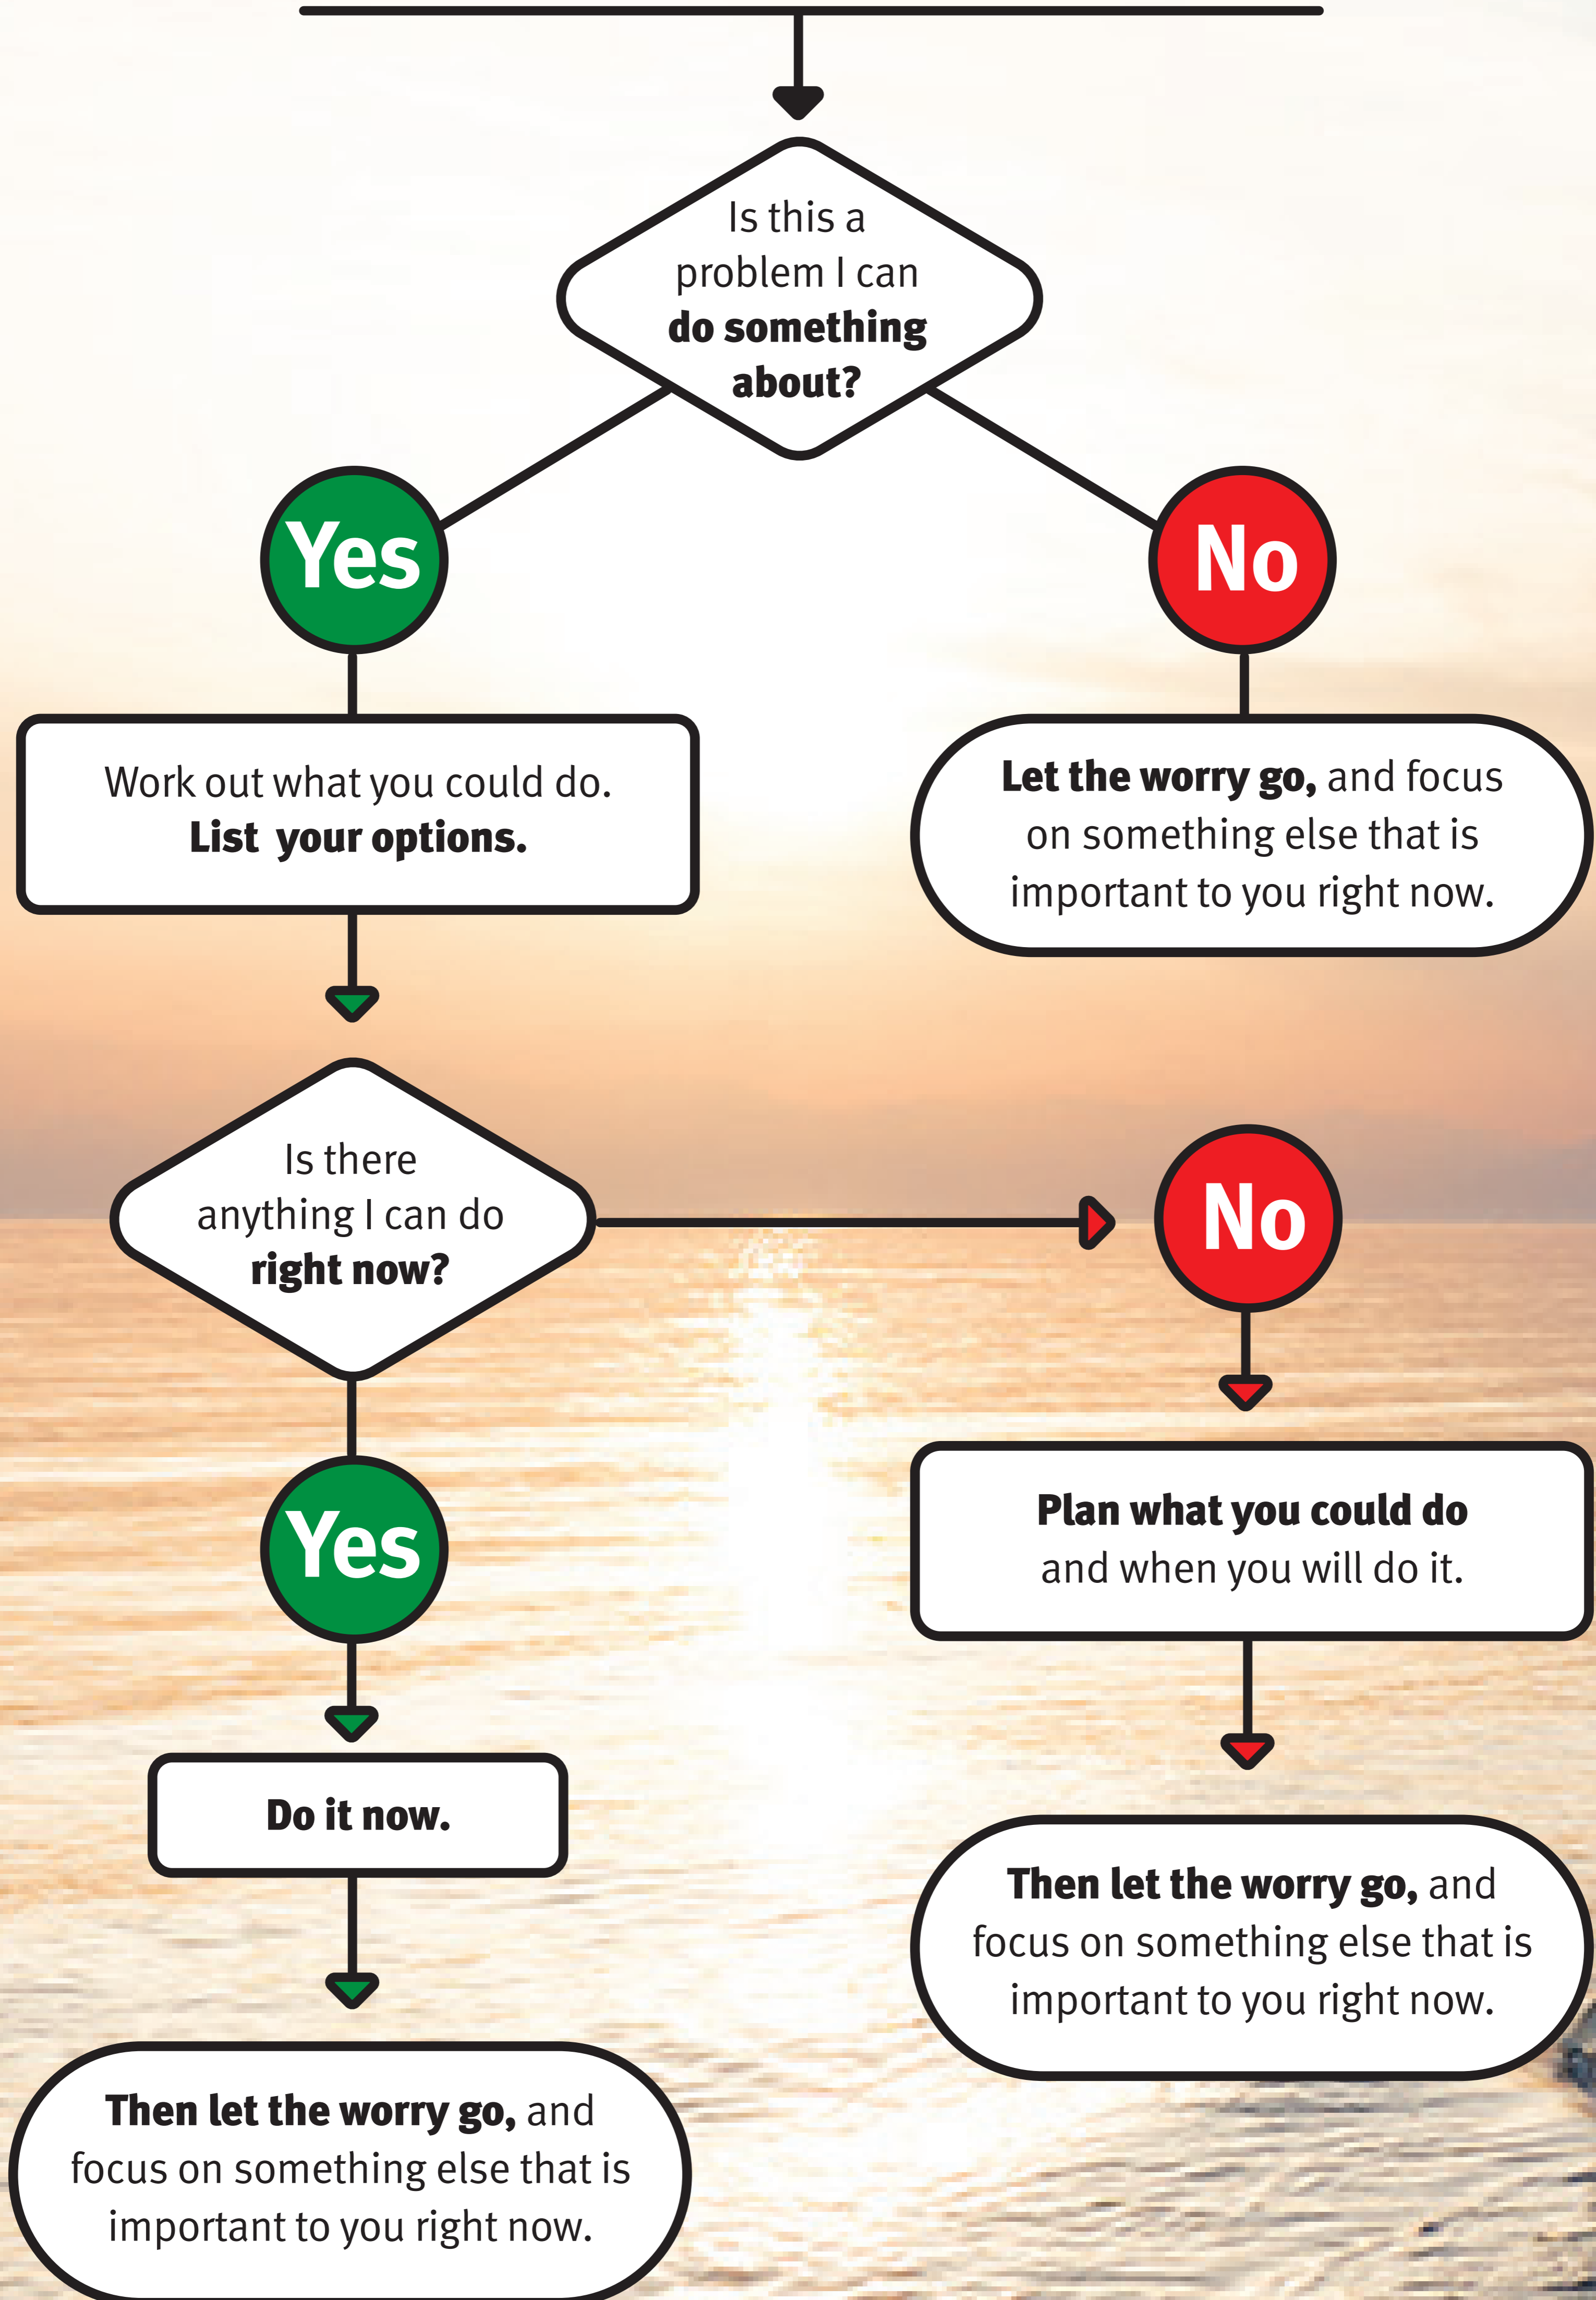 Is this a
problem I can
do something
about?
Yes
No
Work out what you could do.
List your options.
Let the worry go, and focus
on something else that is
important to you right now.
Is there
anything I can do
right now?
No
Yes
Plan what you could do
and when you will do it.
Do it now.
Then let the worry go, and
focus on something else that is
important to you right now.
Then let the worry go, and
focus on something else that is
important to you right now.